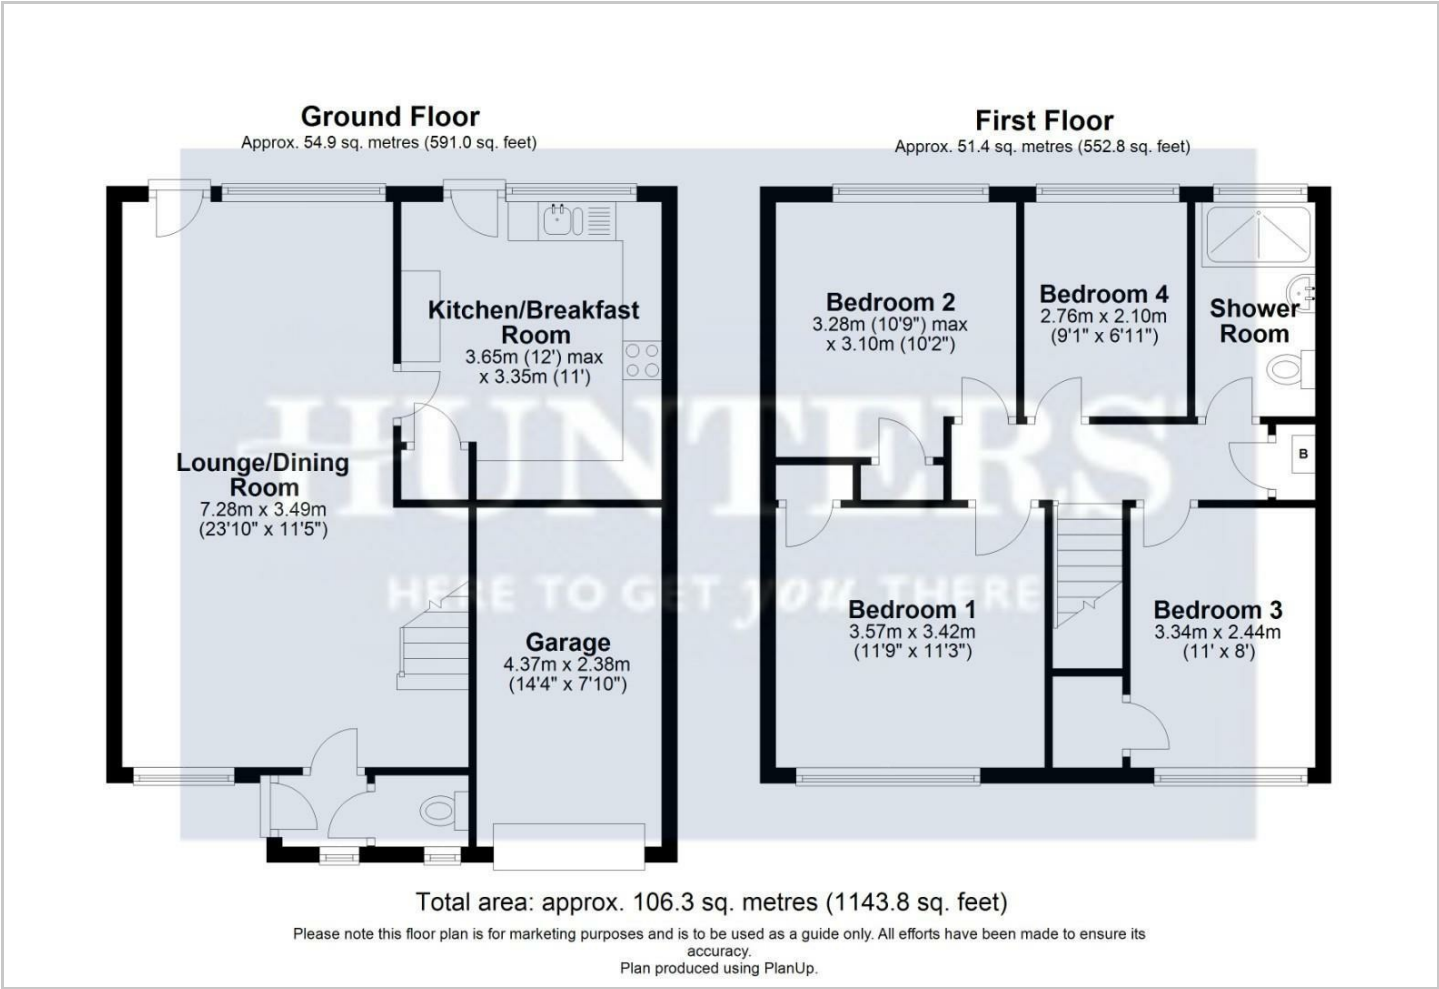 Ground Floor
Approx. 54.9 sq. metres (591.0 sq. feet)
First Floor
Approx. 51.4 sq. metres (552.8 sq. feet)
Kitchen/Breakfast
Room
3.65m (12') max
x 3.35m (11')
Lounge/Dining
Room
7.28m x 3.49m
(23'10" x 11'5")
Garage
4.37m x 2.38m
(14'4" x 7'10")
Bedroom 2
3.28m (10'9") max
x 3.10m (10'2")
Bedroom 4
2.76m x 2.10m
(9'1" x 6'11")
Shower
Room
B
Bedroom 1
3.57m x 3.42m
(11'9" x 11'3")
Bedroom 3
3.34m x 2.44m
(11' x 8')
HUNTERS
HERE TO GET you THERE
Total area: approx. 106.3 sq. metres (1143.8 sq. feet)
Please note this floor plan is for marketing purposes and is to be used as a guide only. All efforts have been made to ensure its
accuracy.
Plan produced using PlanUp.